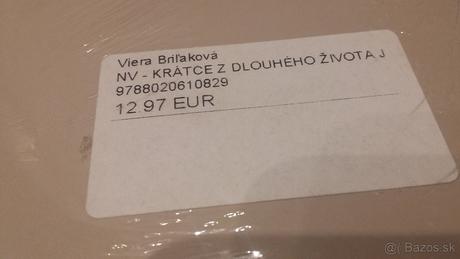 Viera Briľaková
NV - KRÁTCE Z DLOUHÉHO ŽIVOTA J
9788020610829
12.97 EUR
@( Bazos.sk